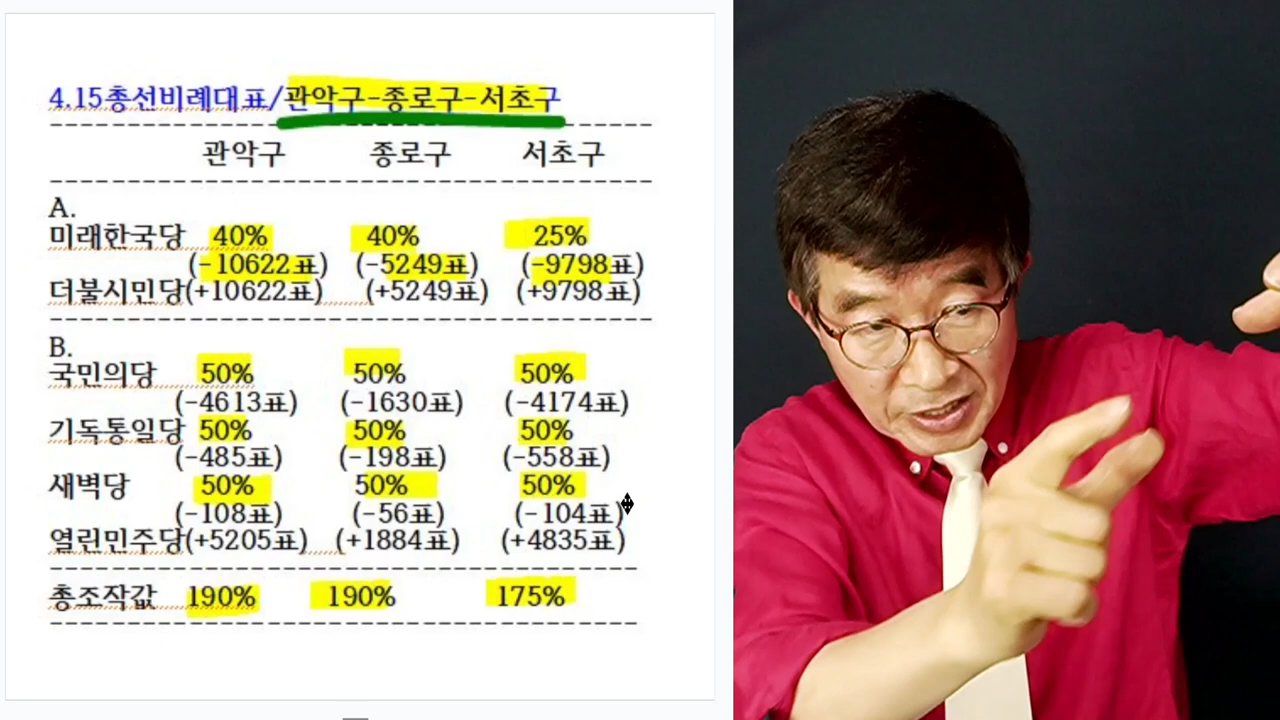 4.15총선비례대표/관악구-종로구-서초구
관악구 종로구 서초구
A.
미래한국당 40% 40% 25%
(-10622표) (-5249표) (-9798표)
더불시민당(+10622표) (+5249표) (+9798표)
B.
국민의당 50% 50% 50%
(-4613표) (-1630표) (-4174표)
기독통일당 50% 50% 50%
(-485표) (-198표) (-558표)
새벽당 50% 50% 50%
(-108표) (-56표) (-104표)
열린민주당(+5205표) (+1884표) (+4835표)
총조작값 190% 190% 175%